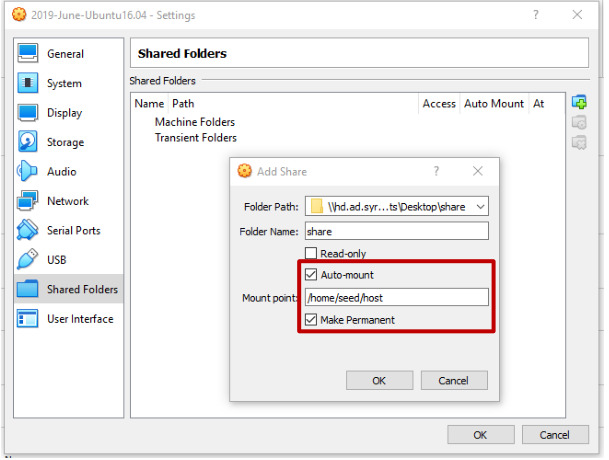 2019-June-Ubuntu16.04 - Settings
General
System
Display
Storage
Audio
Network
Serial Ports
USB
Shared Folders
User Interface
Shared Folders
Shared Folders
Name Path Access Auto Mount At
Machine Folders
Transient Folders
Add Share
Folder Path: \\hd.ad.syr...ts\Desktop\share
Folder Name: share
Read-only
Auto-mount
Mount point: /home/seed/host
Make Permanent
OK Cancel
OK Cancel